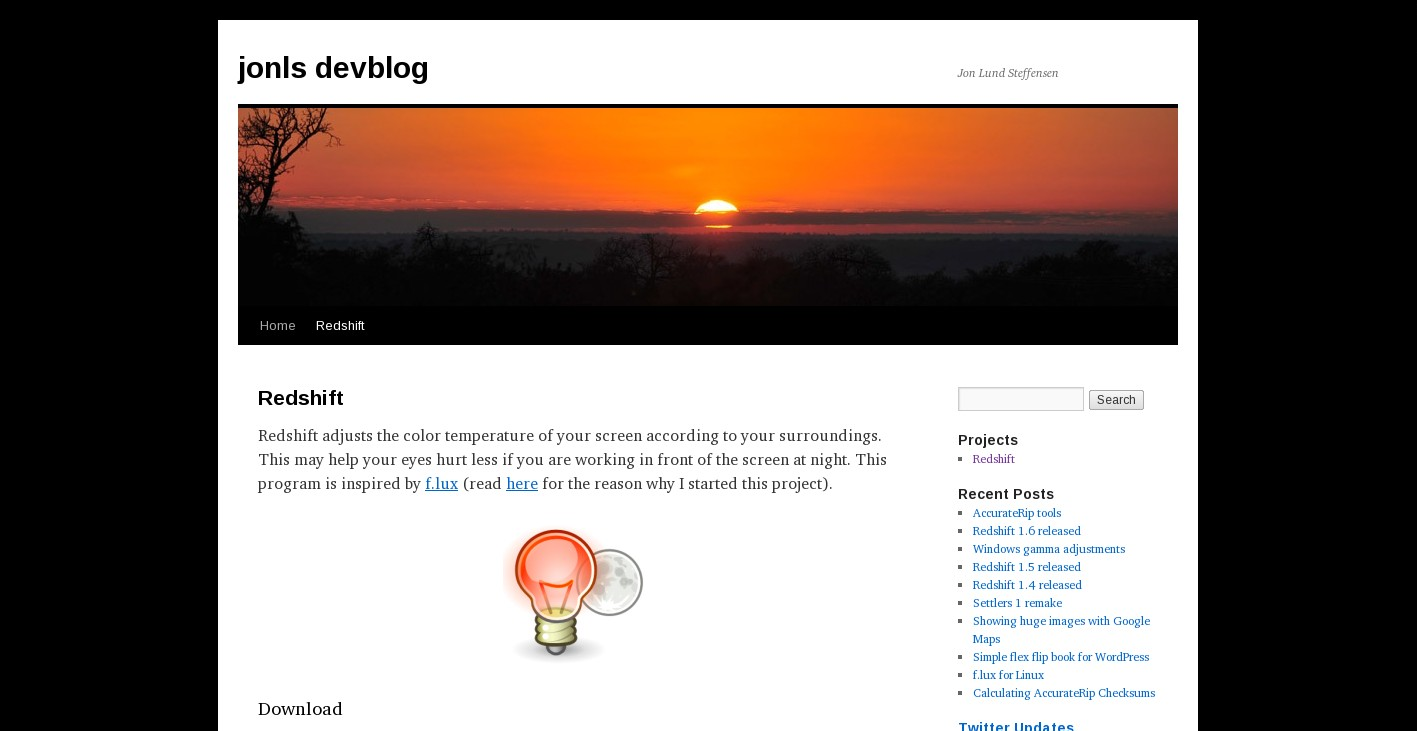 jonls devblog
Jon Lund Steffensen
Home Redshift
Redshift
Redshift adjusts the color temperature of your screen according to your surroundings.
This may help your eyes hurt less if you are working in front of the screen at night. This
program is inspired by f.lux (read here for the reason why I started this project).
Download
Search
Projects
Redshift
Recent Posts
AccurateRip tools
Redshift 1.6 released
Windows gamma adjustments
Redshift 1.5 released
Redshift 1.4 released
Settlers 1 remake
Showing huge images with Google
Maps
Simple flex flip book for WordPress
f.lux for Linux
Calculating AccurateRip Checksums
Twitter Updates